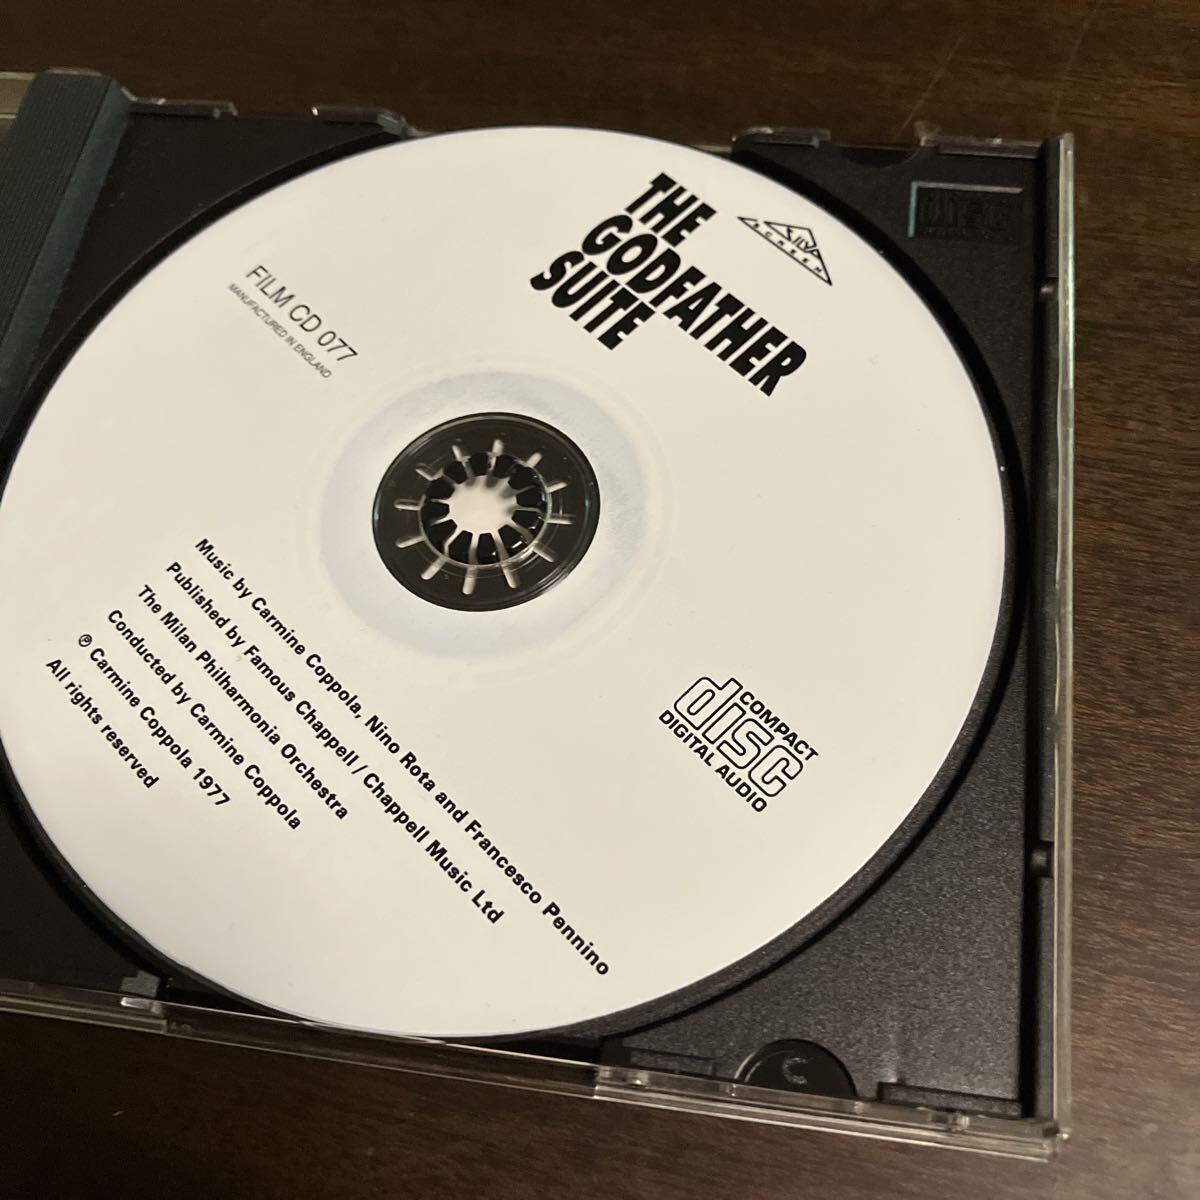 THE
GODFATHER
SUITE
SILVA
SCREEN
FILM CD 077
MANUFACTURED IN ENGLAND
Music by Carmine Coppola, Nino Rota and Francesco Pennino
Published by Famous Chappell / Chappell Music Ltd
The Milan Philharmonia Orchestra
Conducted by Carmine Coppola
℗ Carmine Coppola 1977
All rights reserved
COMPACT
disc
DIGITAL AUDIO
disc